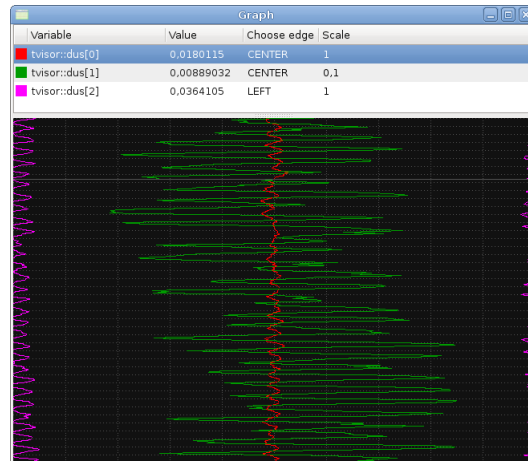 Graph
Variable Value Choose edge Scale
tvisor::dus[0] 0,0180115 CENTER 1
tvisor::dus[1] 0,00889032 CENTER 0,1
tvisor::dus[2] 0,0364105 LEFT 1